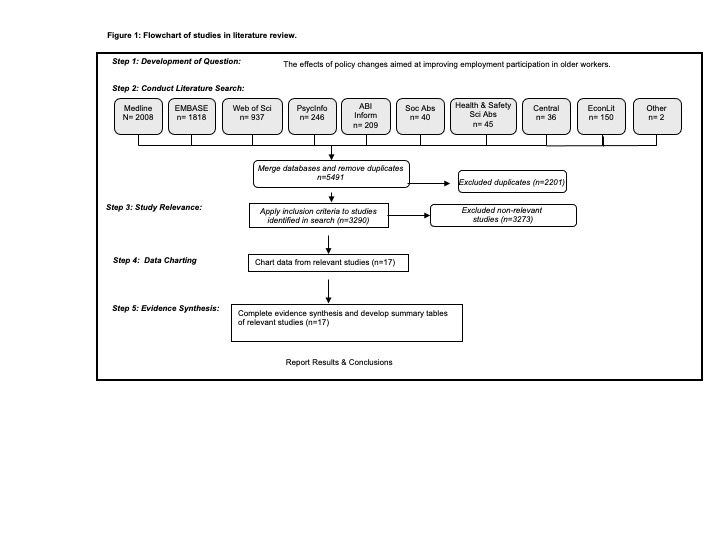 Figure 1: Flowchart of studies in literature review.
Step 1: Development of Question:
The effects of policy changes aimed at improving employment participation in older workers.
Step 2: Conduct Literature Search:
Medline
N= 2008
EMBASE
n= 1818
Web of Sci
n= 937
PsycInfo
n= 246
ABI
Inform
n= 209
Soc Abs
n= 40
Health & Safety
Sci Abs
n= 45
Central
n= 36
EconLit
n= 150
Other
n= 2
Merge databases and remove duplicates
n=5491
Excluded duplicates (n=2201)
Step 3: Study Relevance:
Apply inclusion criteria to studies
identified in search (n=3290)
Excluded non-relevant
studies (n=3273)
Step 4: Data Charting
Chart data from relevant studies (n=17)
Step 5: Evidence Synthesis:
Complete evidence synthesis and develop summary tables
of relevant studies (n=17)
Report Results & Conclusions